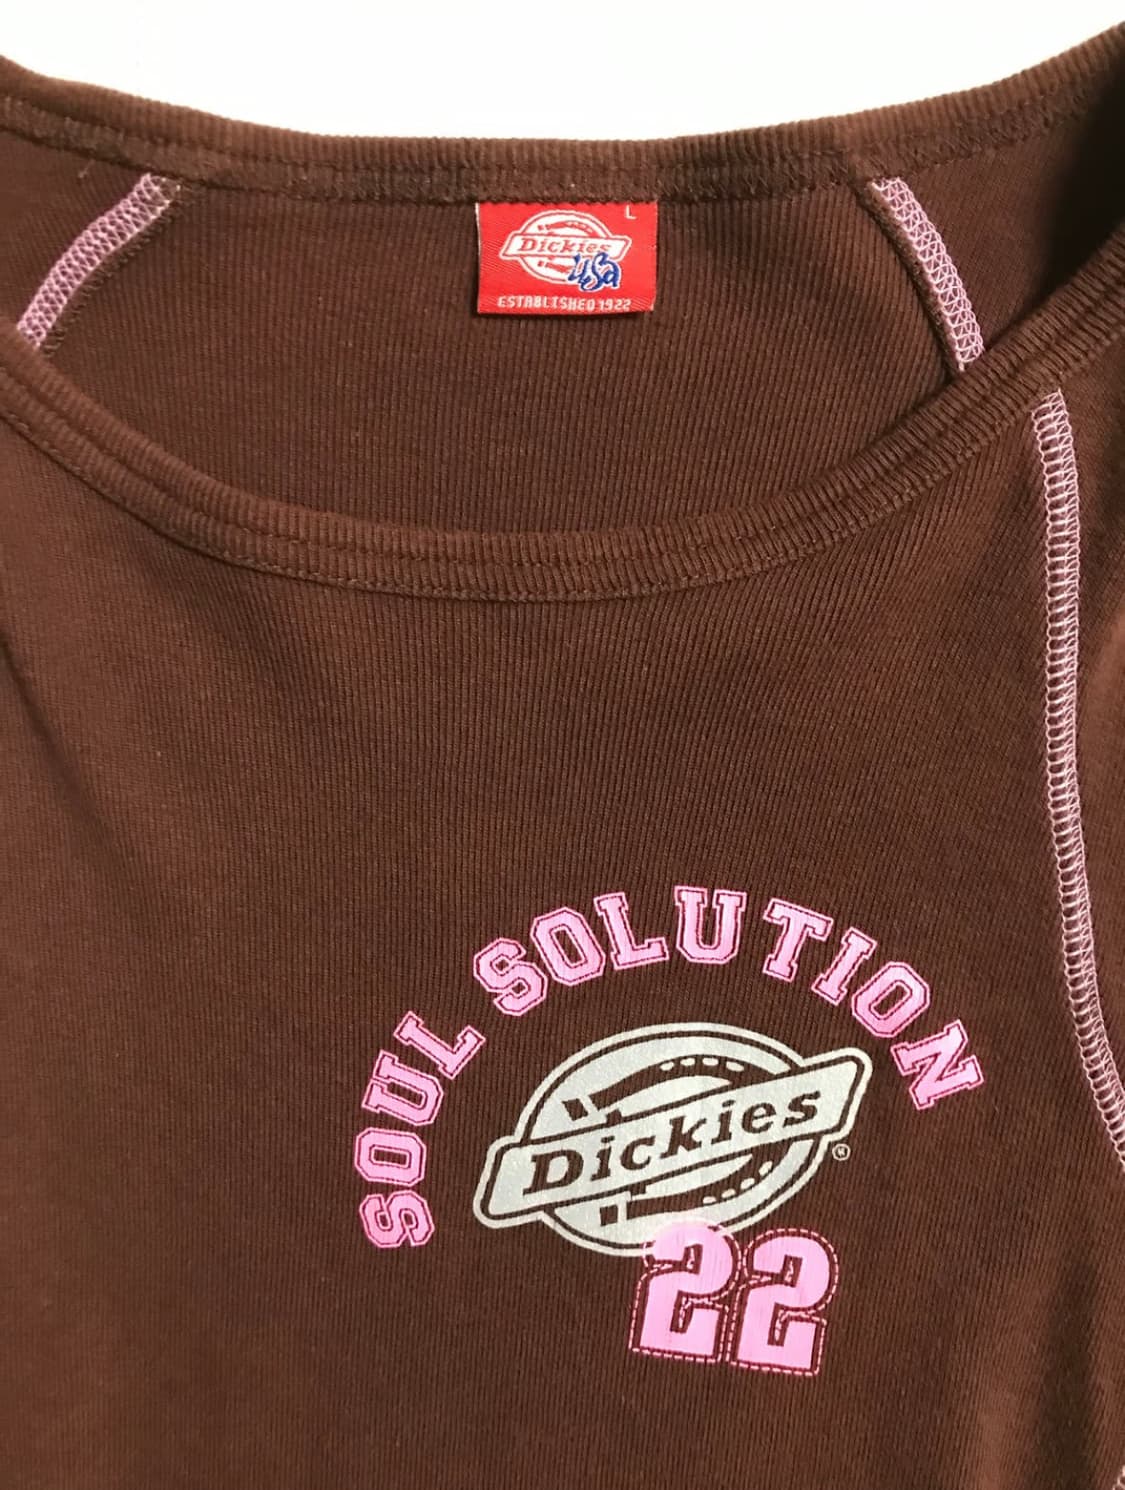 L
Dickies
USA
ESTABLISHED 1922
SOUL SOLUTION
Dickies®
22